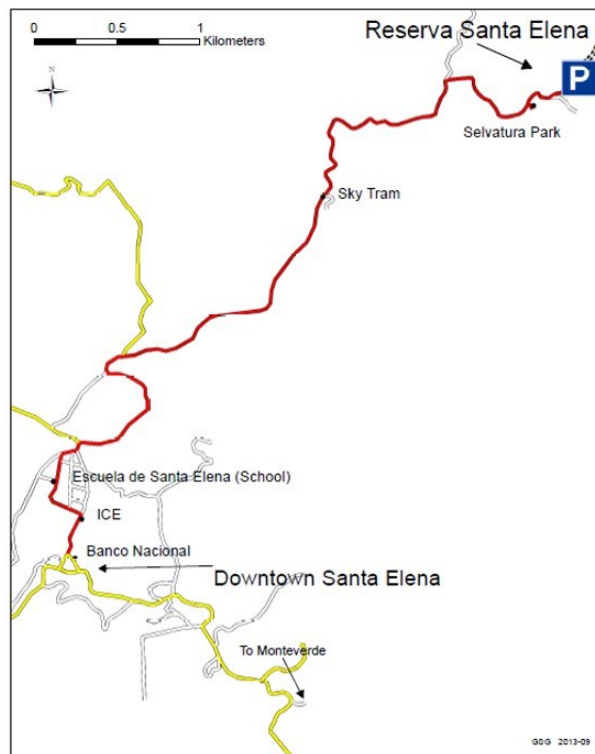 0 0.5 1
Kilometers
Reserva Santa Elena
N
P
Selvatura Park
Sky Tram
Escuela de Santa Elena (School)
ICE
Banco Nacional
Downtown Santa Elena
To Monteverde
GSG 2013-09